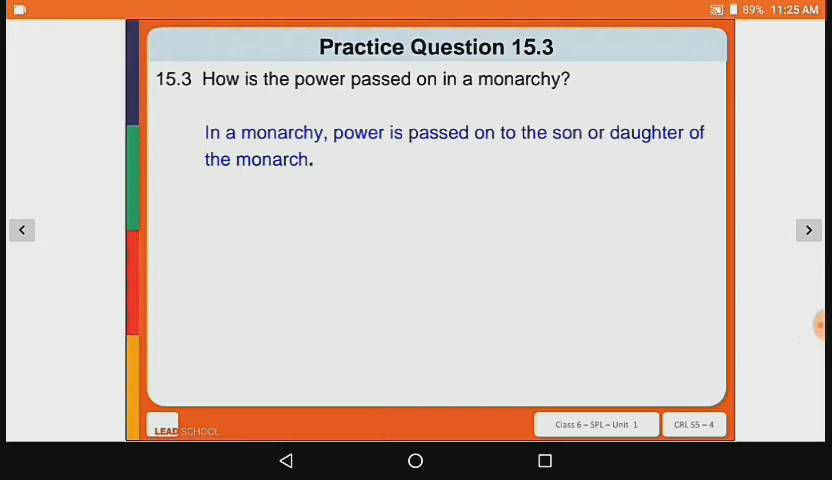 89% 11:25 AM
Practice Question 15.3
15.3 How is the power passed on in a monarchy?
In a monarchy, power is passed on to the son or daughter of
the monarch.
LEAD SCHOOL
Class 6 – SPL – Unit 1
CRL 55 – 4